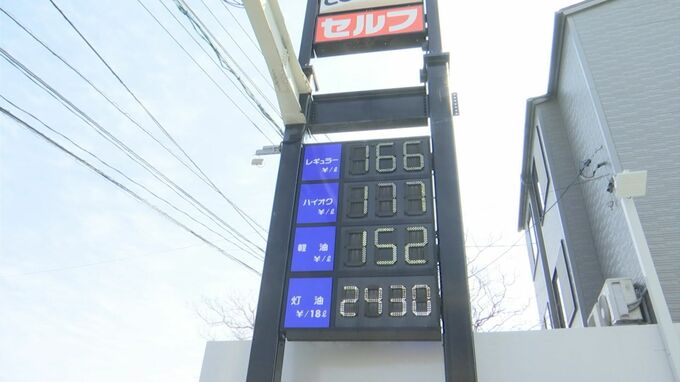 セルフ
レギュラー 166
¥/ℓ
ハイオク 177
¥/ℓ
軽油 152
¥/ℓ
灯油 2430
¥/18ℓ